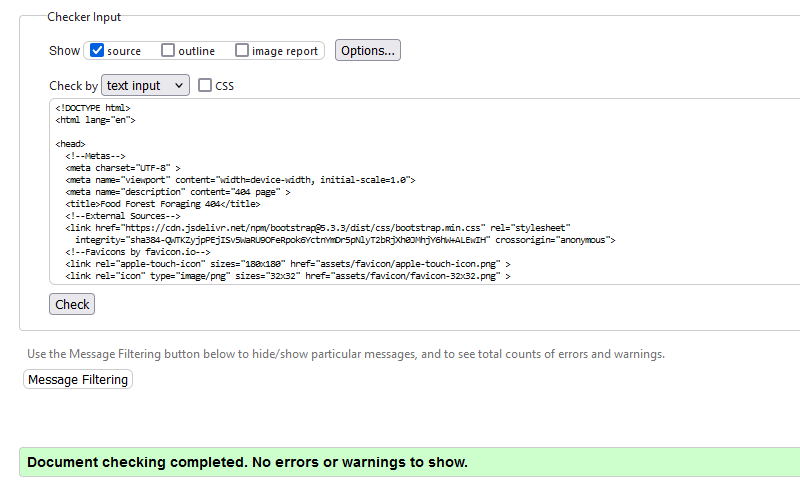 Checker Input
Show source outline image report Options...
Check by text input CSS
<!DOCTYPE html>
<html lang="en">
<head>
<!--Metas-->
<meta charset="UTF-8" >
<meta name="viewport" content="width=device-width, initial-scale=1.0">
<meta name="description" content="404 page" >
<title>Food Forest Foraging 404</title>
<!--External Sources-->
<link href="https://cdn.jsdelivr.net/npm/bootstrap@5.3.3/dist/css/bootstrap.min.css" rel="stylesheet"
integrity="sha384-QWTKZyjpPEjISv5WaRU9OFeRpok6YctnYmDr5pNlyT2bRjXh0JMhjY6hW+ALEwIH" crossorigin="anonymous">
<!--Favicons by favicon.io-->
<link rel="apple-touch-icon" sizes="180x180" href="assets/favicon/apple-touch-icon.png" >
<link rel="icon" type="image/png" sizes="32x32" href="assets/favicon/favicon-32x32.png" >
Check
Use the Message Filtering button below to hide/show particular messages, and to see total counts of errors and warnings.
Message Filtering
Document checking completed. No errors or warnings to show.